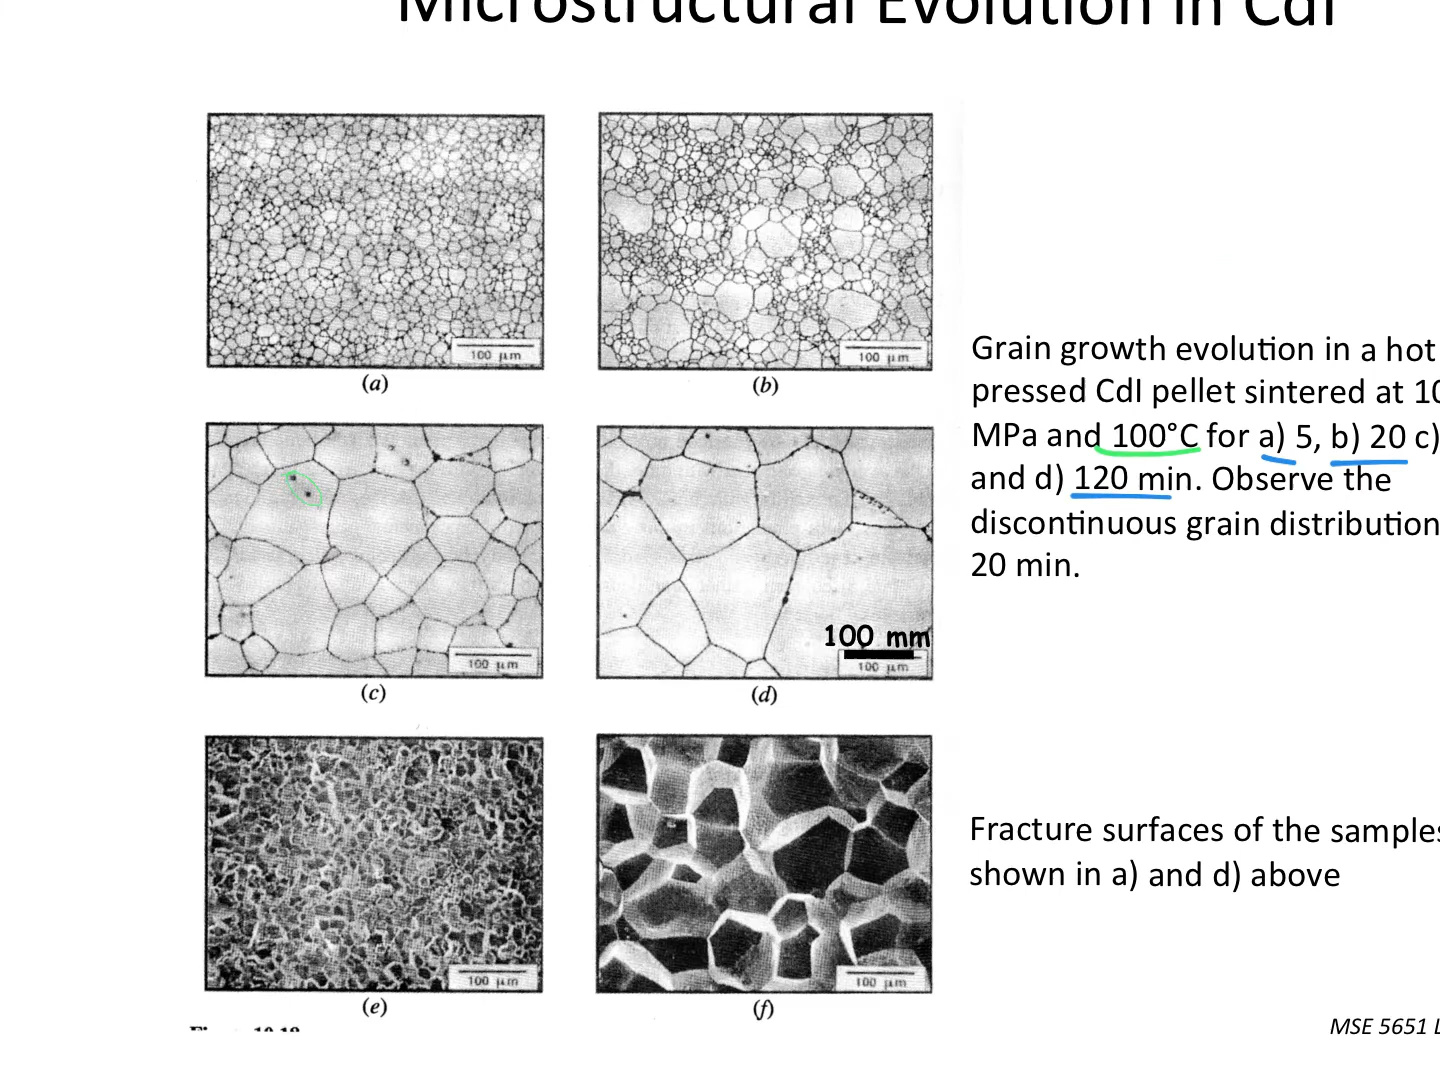 Microstructural Evolution in CdI
100 μm
100 μm
(a)
(b)
Grain growth evolution in a hot
pressed CdI pellet sintered at 10
MPa and 100°C for a) 5, b) 20 c)
and d) 120 min. Observe the
discontinuous grain distribution
20 min.
100 mm
100 μm
100 μm
(c)
(d)
Fracture surfaces of the samples
shown in a) and d) above
100 μm
100 μm
(e)
(f)
MSE 5651 L